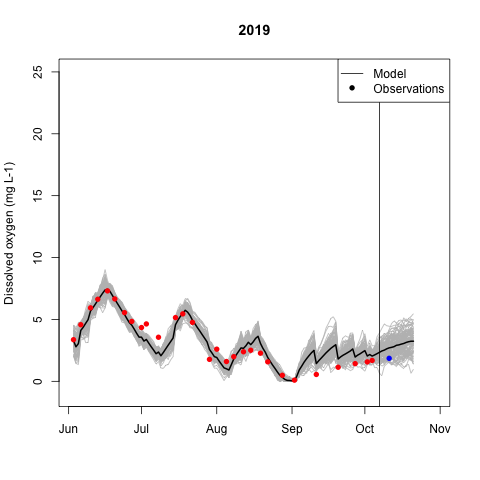 2019
Dissolved oxygen (mg L-1)
25
20
15
10
5
0
Model
Observations
Jun Jul Aug Sep Oct Nov